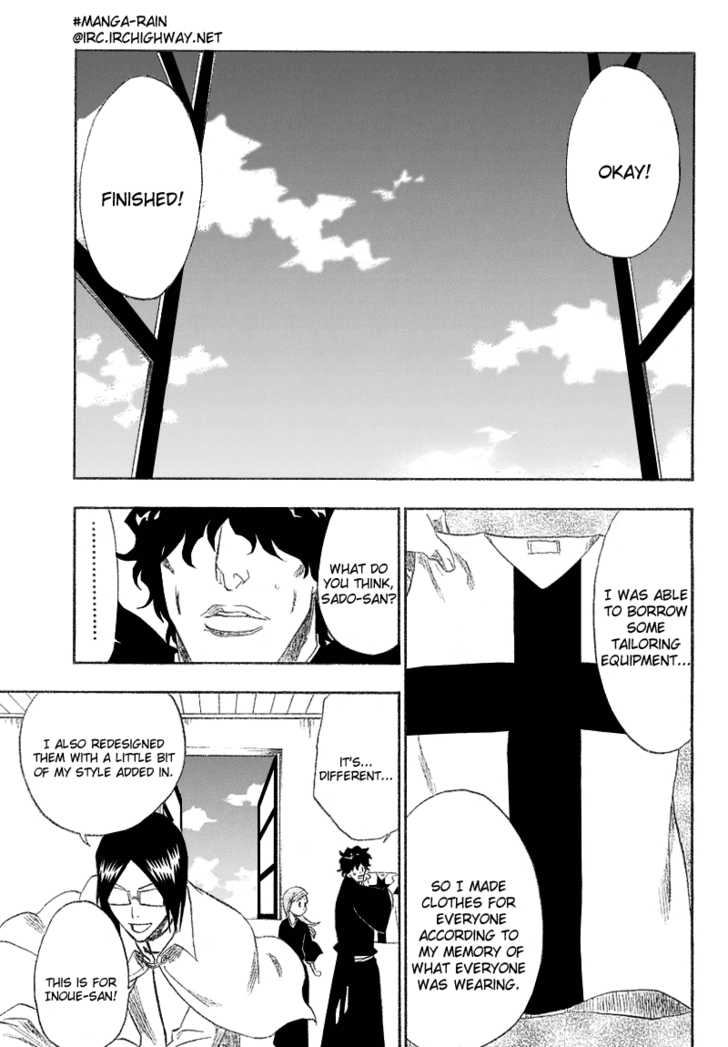 #MANGA-RAIN
@IRC.IRCHIGHWAY.NET
OKAY!
FINISHED!
I WAS ABLE
TO BORROW
SOME
TAILORING
EQUIPMENT...
SO I MADE
CLOTHES FOR
EVERYONE
ACCORDING TO
MY MEMORY OF
WHAT EVERYONE
WAS WEARING.
WHAT DO
YOU THINK,
SADO-SAN?
..........
IT'S...
DIFFERENT...
I ALSO REDESIGNED
THEM WITH A LITTLE BIT
OF MY STYLE ADDED IN.
THIS IS FOR
INOUE-SAN!